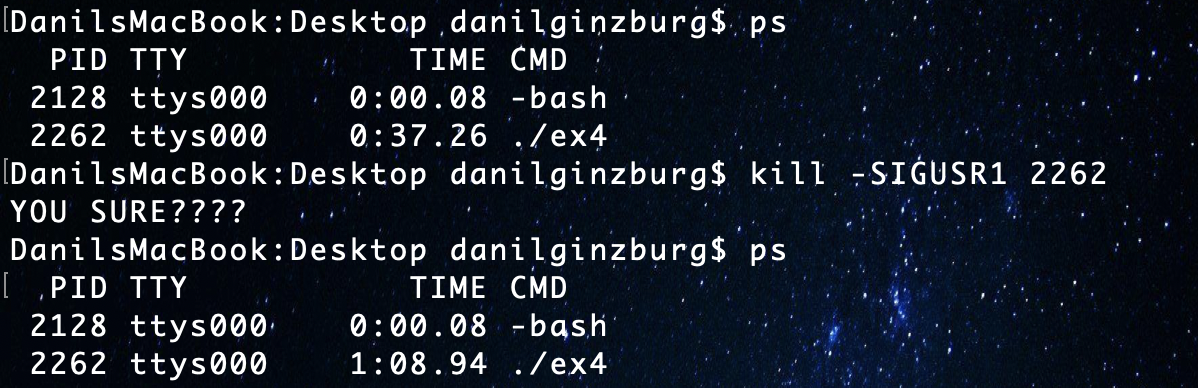 [DanilsMacBook:Desktop danilginzburg$ ps
  PID TTY           TIME CMD
 2128 ttys000    0:00.08 -bash
 2262 ttys000    0:37.26 ./ex4
[DanilsMacBook:Desktop danilginzburg$ kill -SIGUSR1 2262
YOU SURE????
DanilsMacBook:Desktop danilginzburg$ ps
[  PID TTY           TIME CMD
 2128 ttys000    0:00.08 -bash
 2262 ttys000    1:08.94 ./ex4